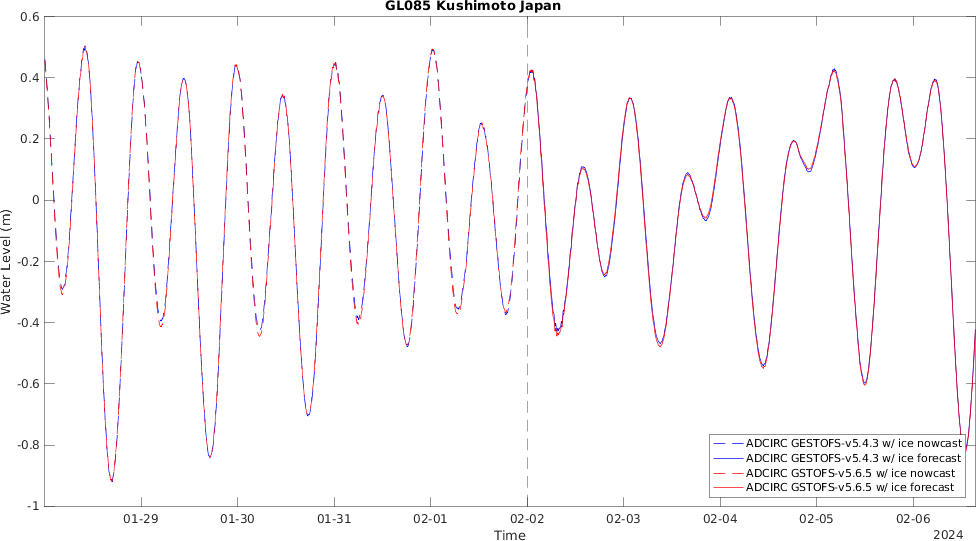 GL085 Kushimoto Japan
0.6
0.4
0.2
0
-0.2
-0.4
-0.6
-0.8
-1
Water Level (m)
ADCIRC GESTOFS-v5.4.3 w/ ice nowcast
ADCIRC GESTOFS-v5.4.3 w/ ice forecast
ADCIRC GSTOFS-v5.6.5 w/ ice nowcast
ADCIRC GSTOFS-v5.6.5 w/ ice forecast
01-29 01-30 01-31 02-01 02-02 02-03 02-04 02-05 02-06
Time
2024